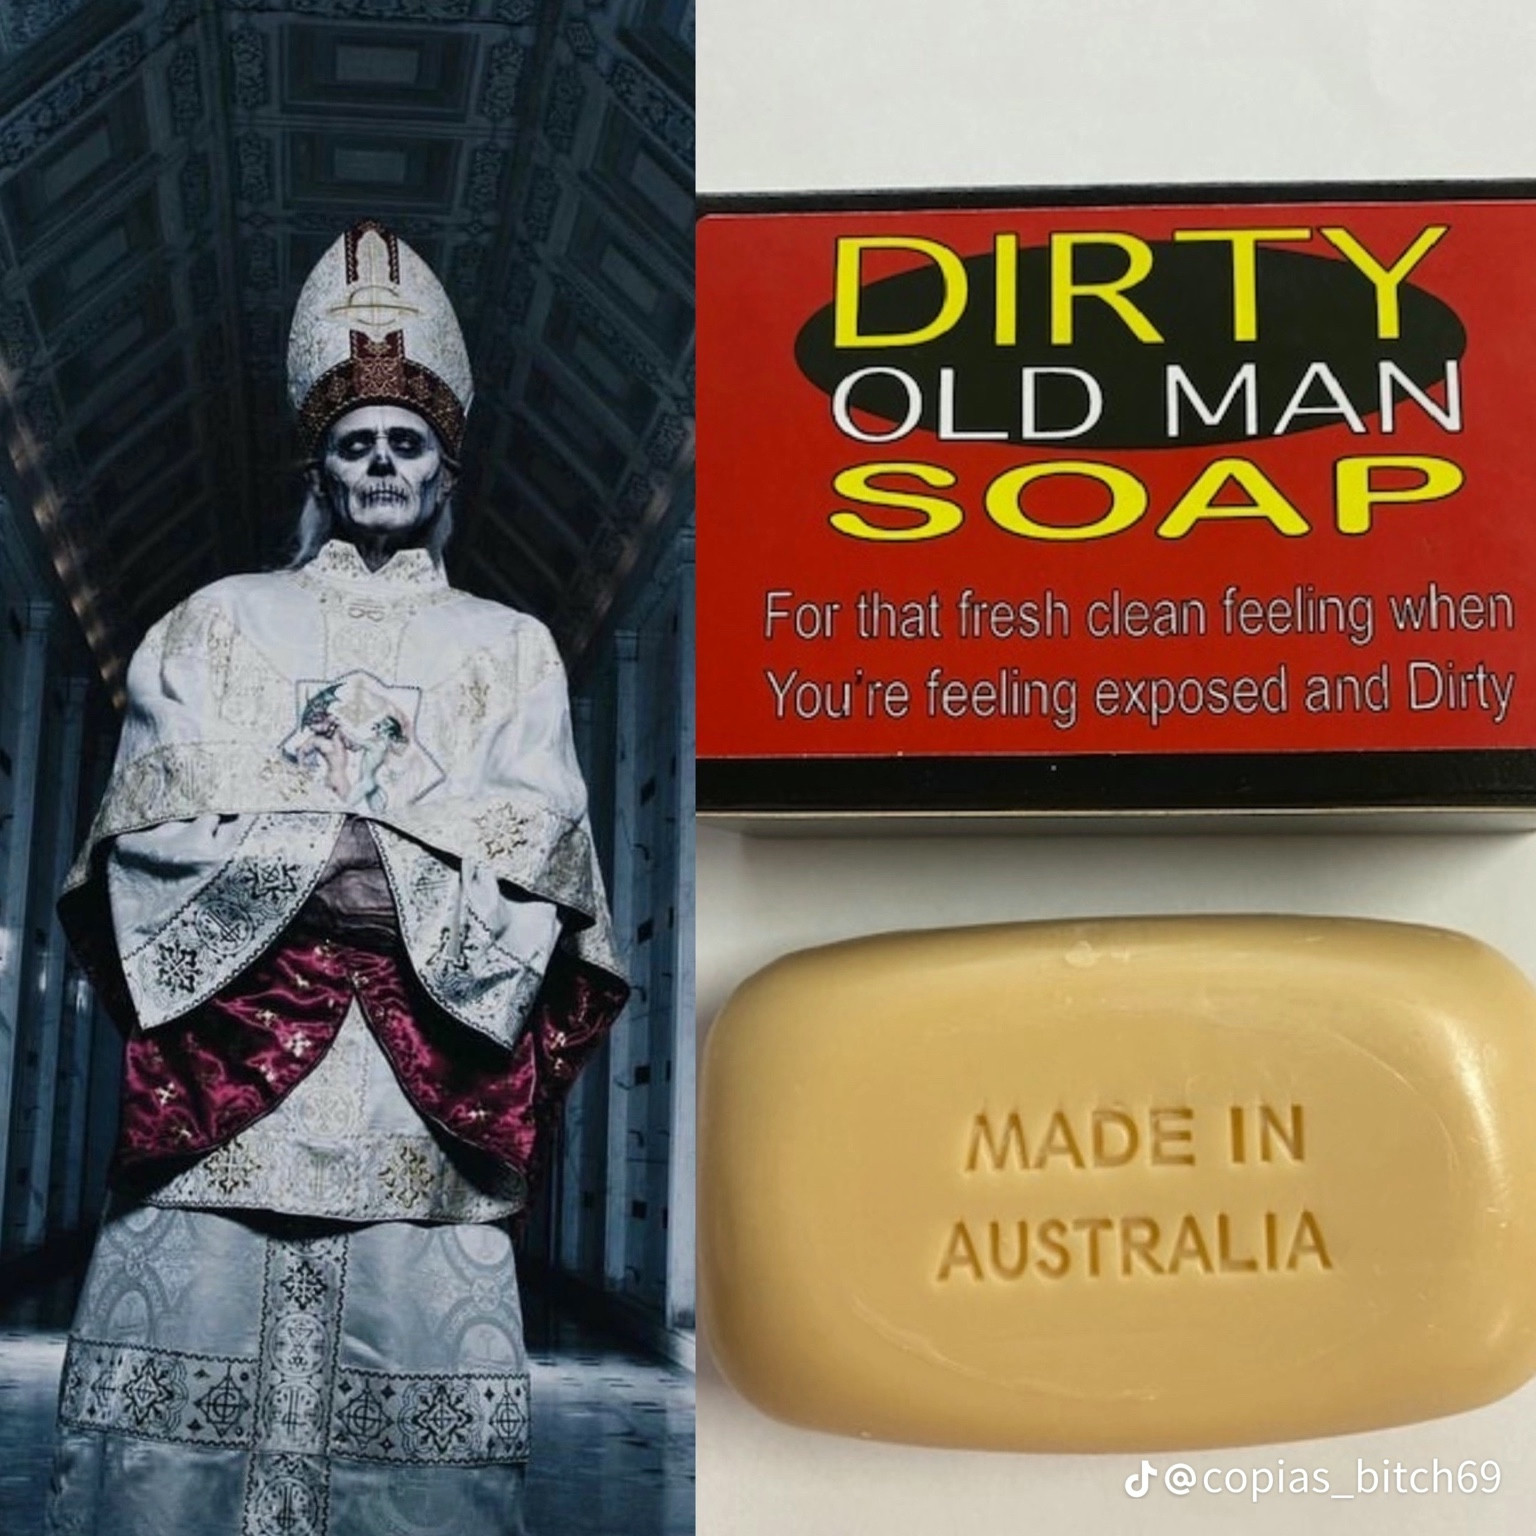 DIRTY
OLD MAN
SOAP
For that fresh clean feeling when
You're feeling exposed and Dirty
MADE IN
AUSTRALIA
@copias_bitch69